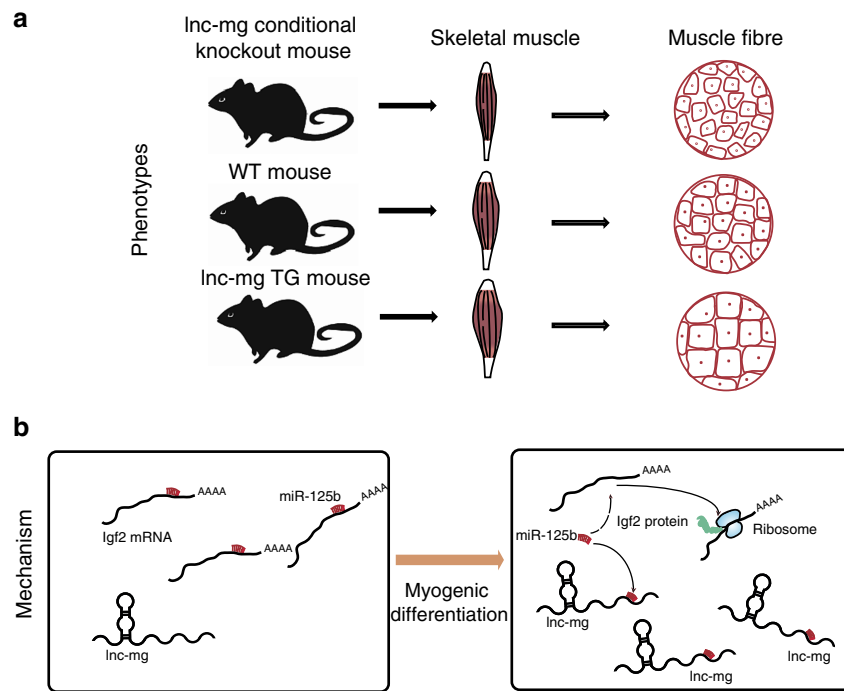 a
lnc-mg conditional
knockout mouse
Skeletal muscle
Muscle fibre
Phenotypes
WT mouse
lnc-mg TG mouse
b
Mechanism
AAAA
Igf2 mRNA
miR-125b
AAAA
AAAA
lnc-mg
Myogenic
differentiation
AAAA
AAAA
Igf2 protein
Ribosome
miR-125b
lnc-mg
lnc-mg
lnc-mg